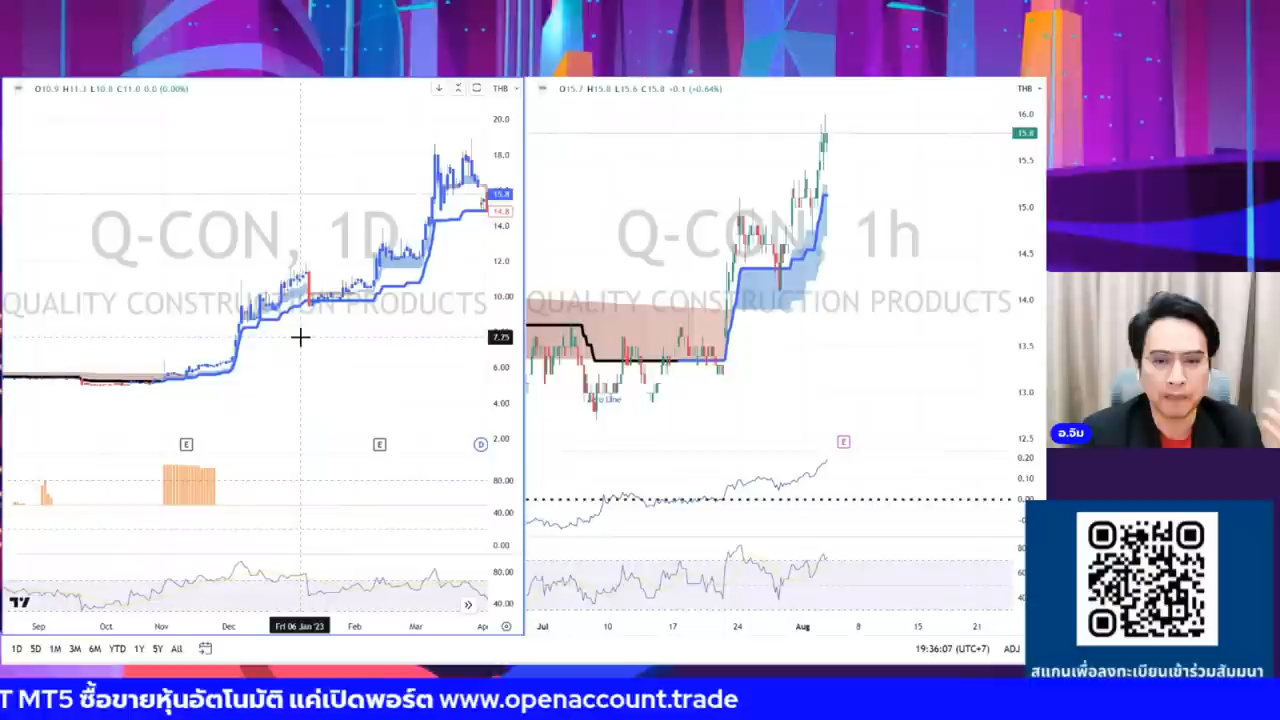 O10.9 H11.3 L10.8 C11.0 0.0 (0.00%)
THB
20.0
18.0
15.8
14.8
14.0
12.0
10.00
7.75
6.00
4.00
2.00
80.00
40.00
0.00
80.00
40.00
Q-CON, 1D
QUALITY CONSTRUCTION PRODUCTS
E
E
D
Sep
Oct
Nov
Dec
Fri 06 Jan '23
Feb
Mar
Ap
O15.7 H15.8 L15.6 C15.8 +0.1 (+0.64%)
THB
16.0
15.8
15.5
15.0
14.5
14.0
13.5
13.0
12.5
0.20
0.10
0.00
Q-CON, 1h
QUALITY CONSTRUCTION PRODUCTS
E
Jul
10
17
24
Aug
8
15
21
1D 5D 1M 3M 6M YTD 1Y 5Y All
19:36:07 (UTC+7)
ADJ
อ.จิม
สแกนเพื่อลงทะเบียนเข้าร่วมสัมมนา
T MT5 ซื้อขายหุ้นอัตโนมัติ แค่เปิดพอร์ต www.openaccount.trade